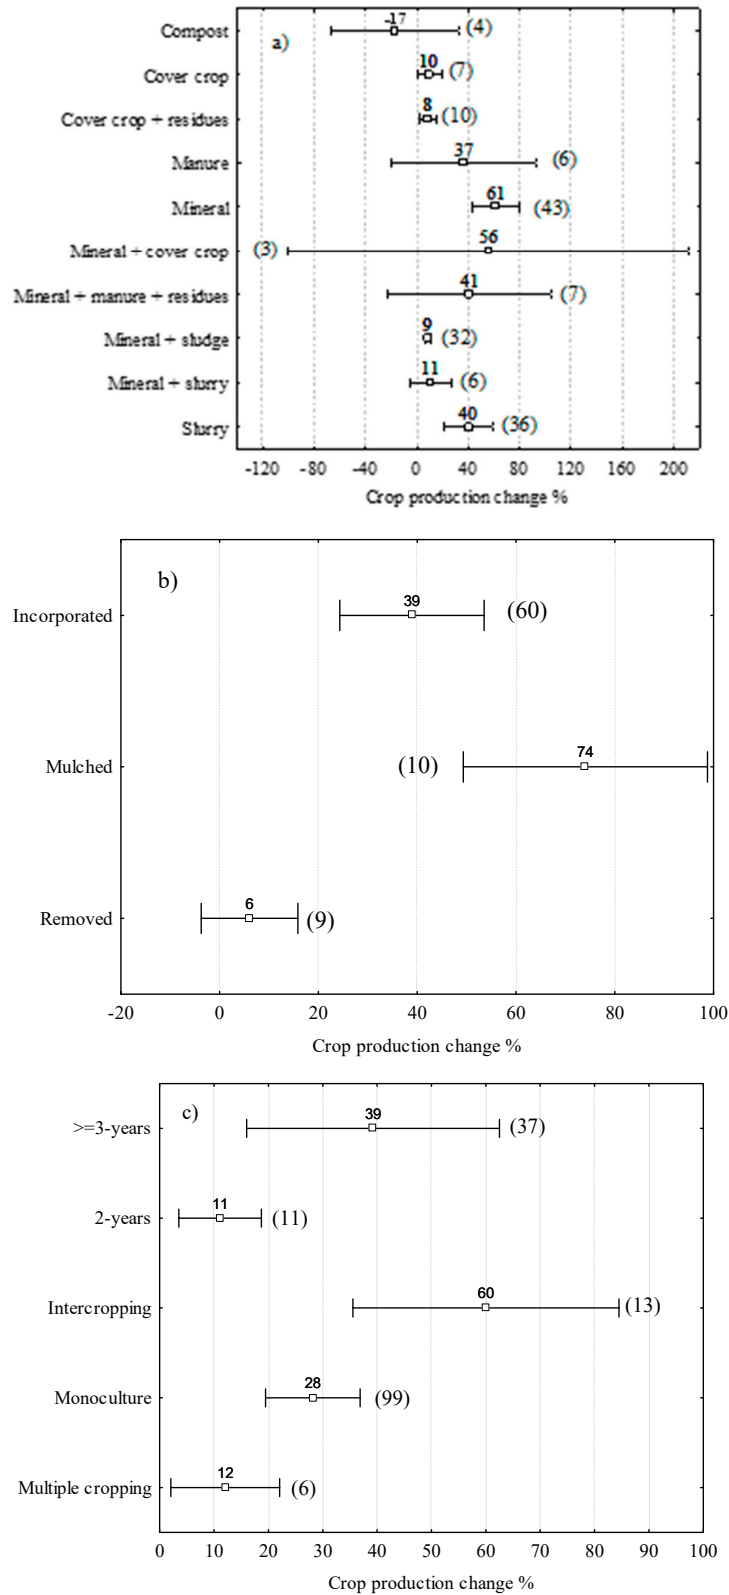 -17
Compost (4)
a)
10
Cover crop (7)
8
Cover crop + residues (10)
37
Manure (6)
61
Mineral (43)
56
Mineral + cover crop (3)
41
Mineral + manure + residues (7)
9
Mineral + sludge (32)
11
Mineral + slurry (6)
40
Slurry (36)
-120 -80 -40 0 40 80 120 160 200
Crop production change %
b)
39
Incorporated (60)
74
Mulched (10)
6
Removed (9)
-20 0 20 40 60 80 100
Crop production change %
c)
39
>=3-years (37)
11
2-years (11)
60
Intercropping (13)
28
Monoculture (99)
12
Multiple cropping (6)
0 10 20 30 40 50 60 70 80 90 100
Crop production change %